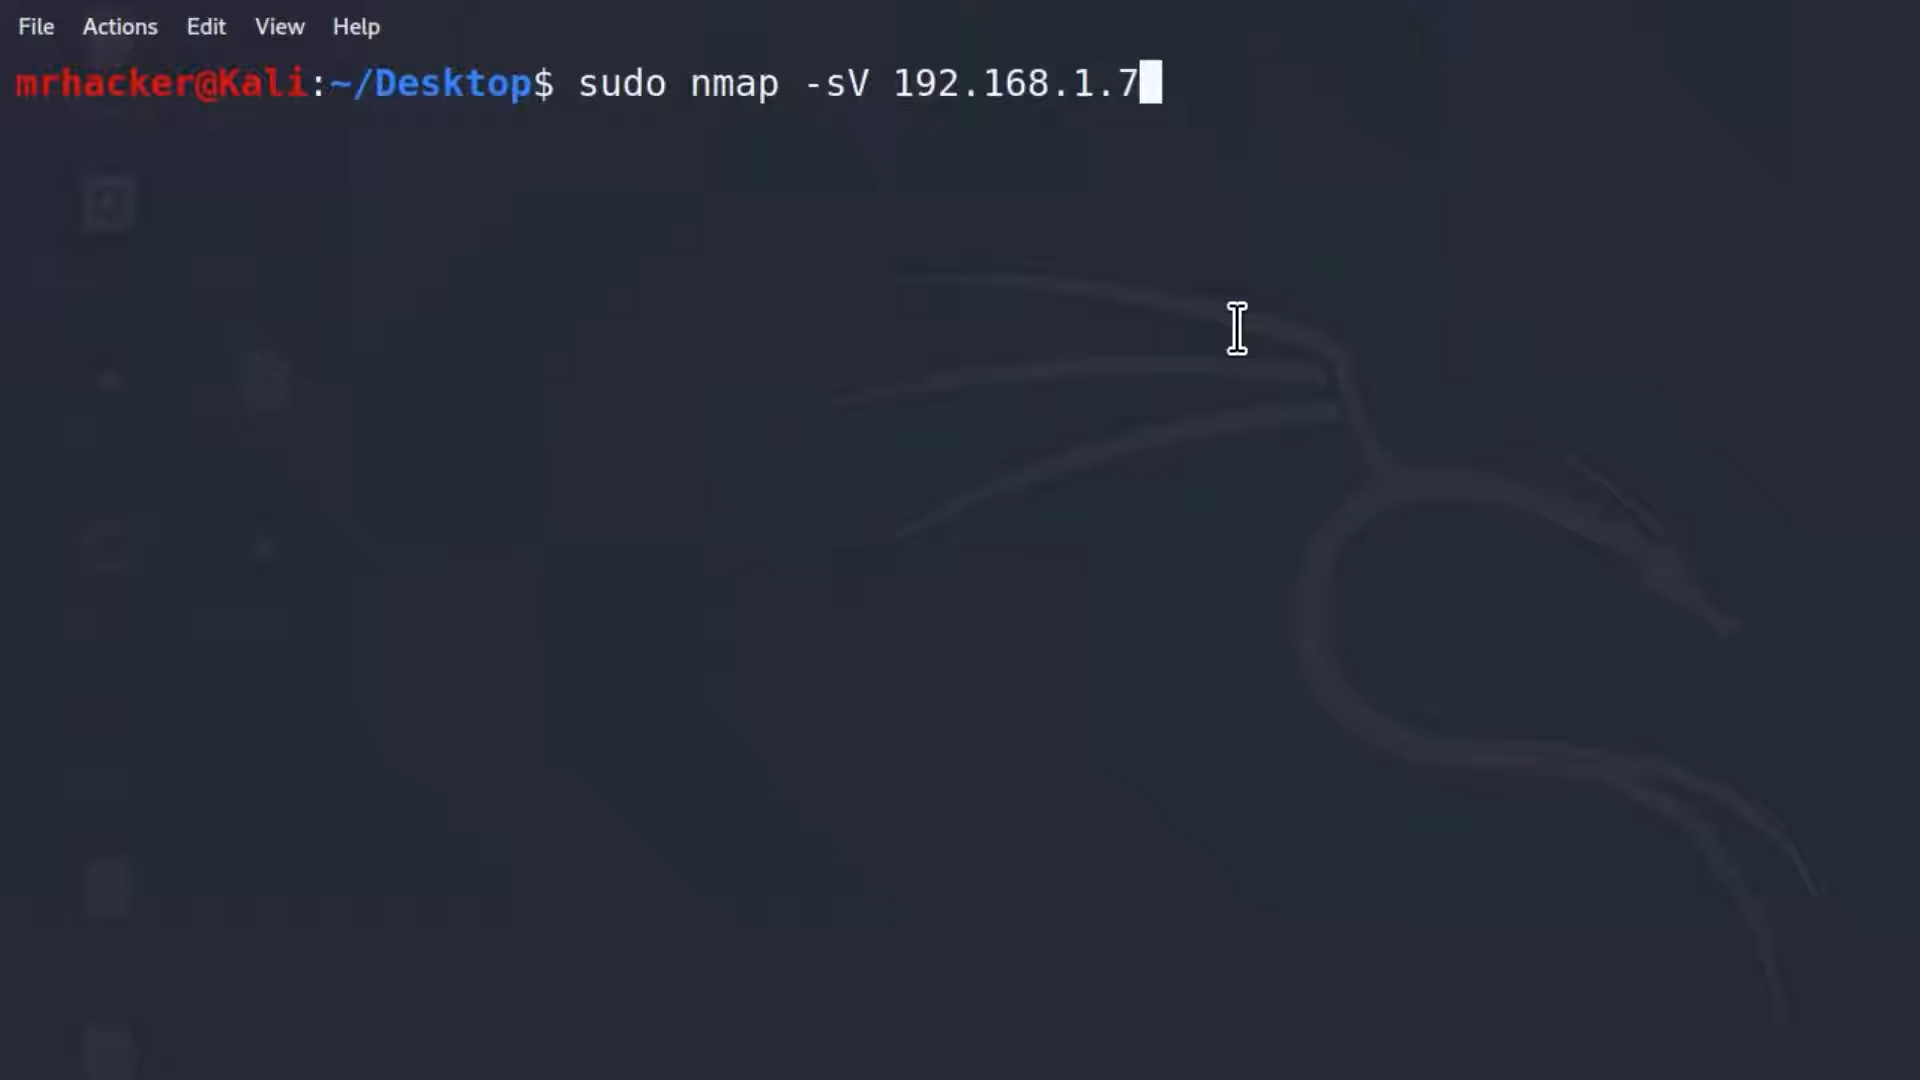 File Actions Edit View Help
mrhacker@Kali:~/Desktop$ sudo nmap -sV 192.168.1.7